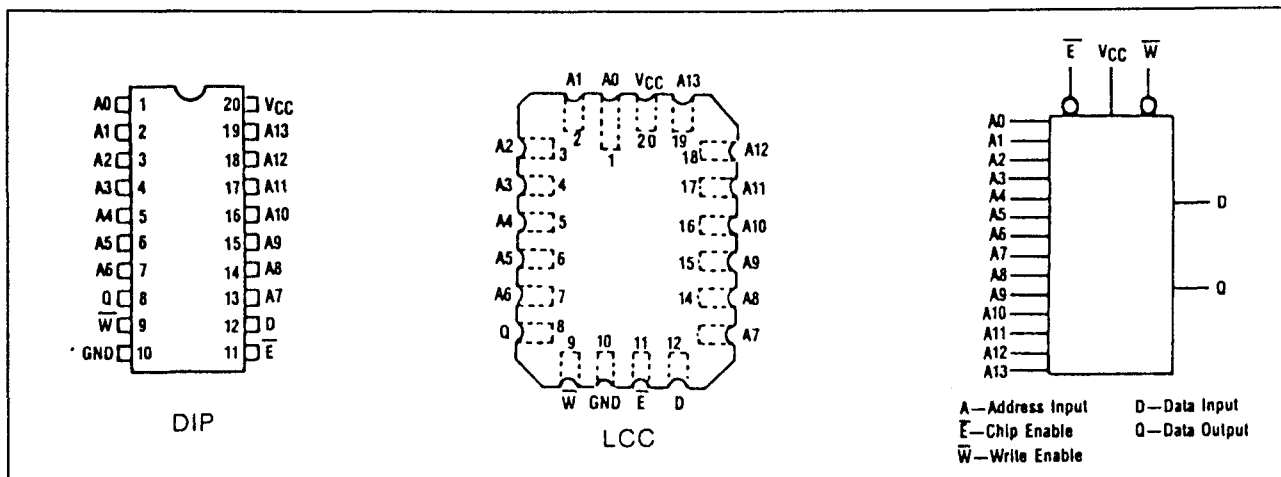 A0 1 20 VCC
A1 2 19 A13
A2 3 18 A12
A3 4 17 A11
A4 5 16 A10
A5 6 15 A9
A6 7 14 A8
Q 8 13 A7
W̅ 9 12 D
GND 10 11 E̅
DIP
A1 A0 VCC A13
2 1 20 19
A2 3 18 A12
A3 4 17 A11
A4 5 16 A10
A5 6 15 A9
A6 7 14 A8
Q 8 A7
9 10 11 12
W̅ GND E̅ D
LCC
E̅ VCC W̅
A0
A1
A2
A3
A4 D
A5
A6
A7
A8
A9 Q
A10
A11
A12
A13
A—Address Input D—Data Input
E̅—Chip Enable Q—Data Output
W̅—Write Enable